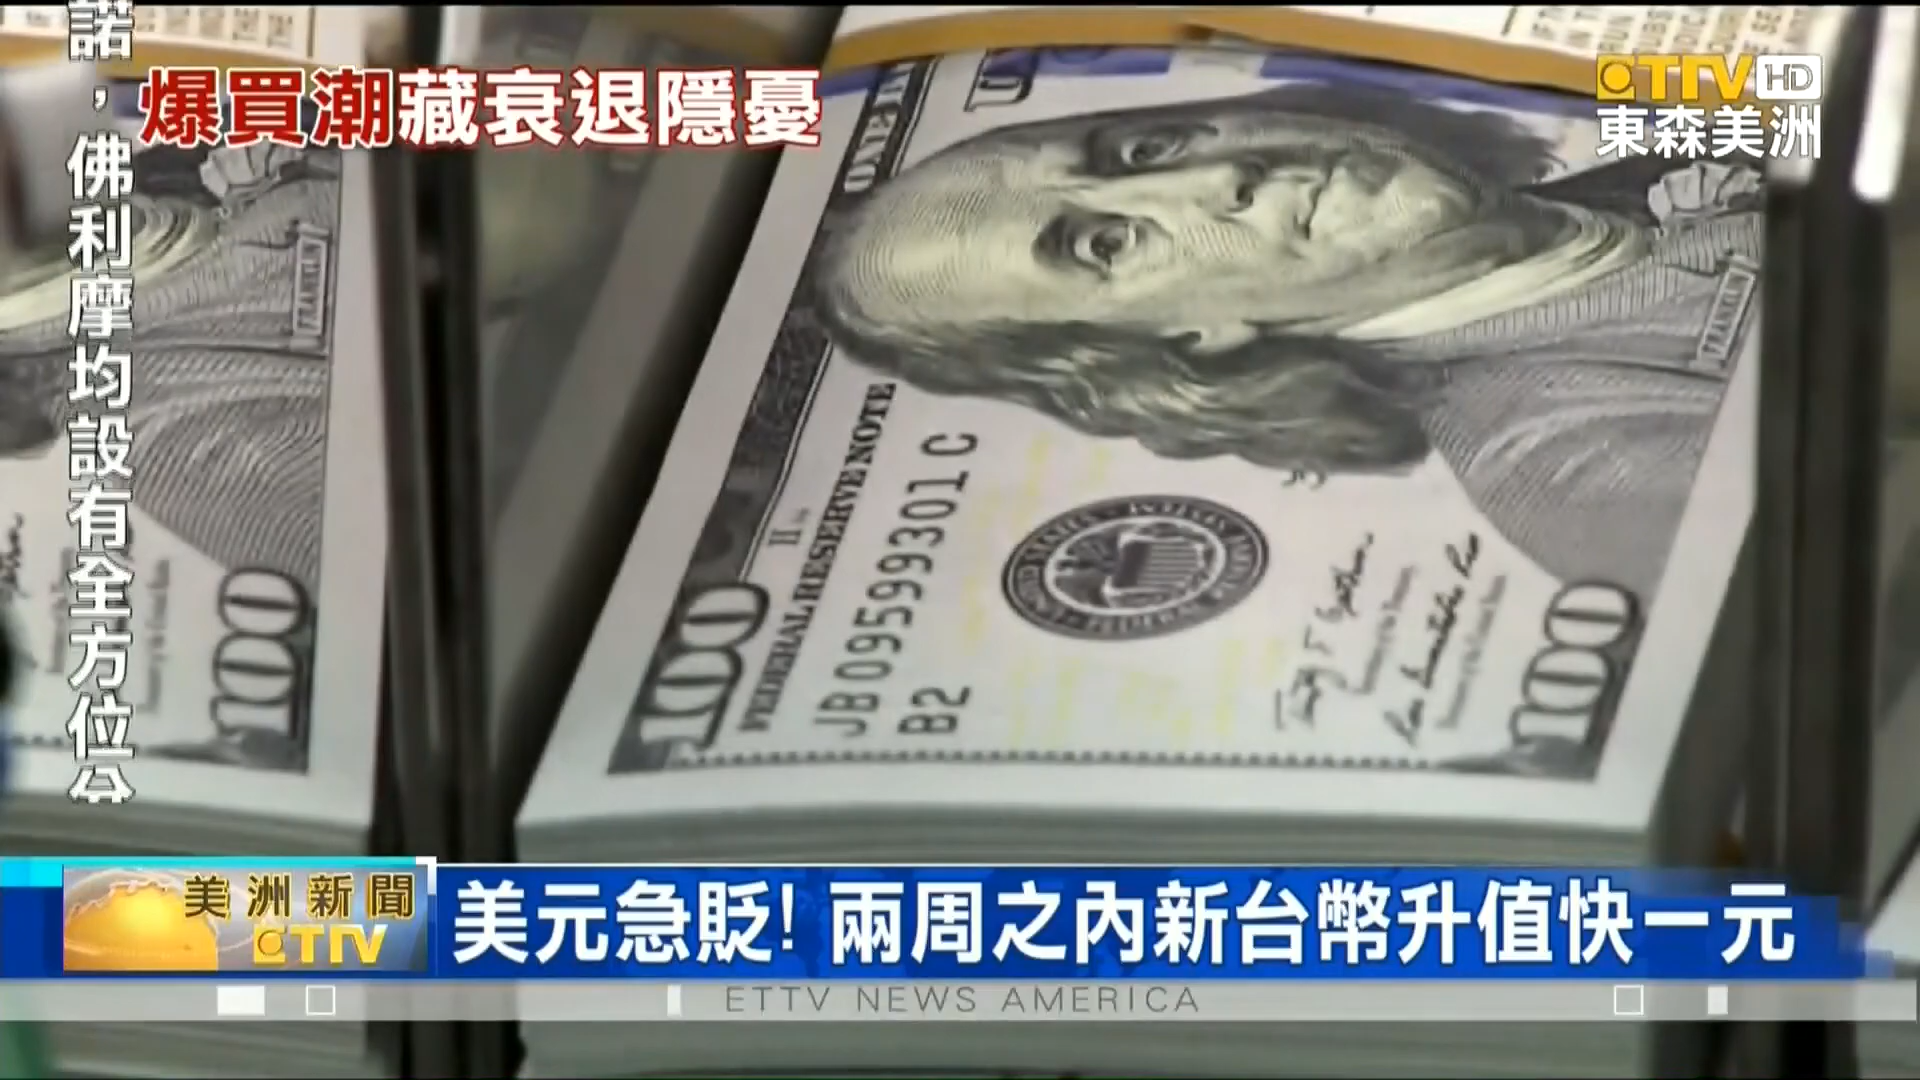 諾，佛利摩均設有全方位
爆買潮藏衰退隱憂
ETTV HD
東森美洲
FEDERAL RESERVE NOTE
JB09599301C
B2
100
100
100
FRANKLIN
美洲新聞
ETTV
美元急貶！兩周之內新台幣升值快一元
ETTV NEWS AMERICA